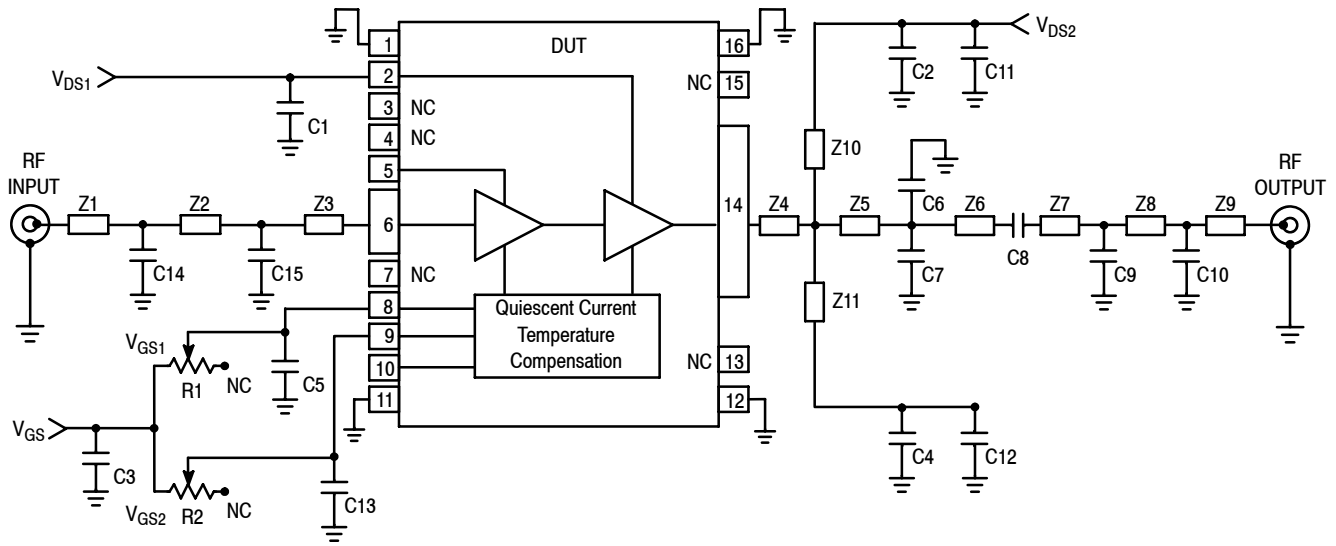 1
DUT
16
V_DS2
V_DS1
2
NC
15
C2
C11
C1
3
NC
4
NC
Z10
RF
INPUT
5
RF
OUTPUT
Z1
Z2
Z3
6
14
Z4
Z5
C6
Z6
Z7
Z8
Z9
C14
C15
C7
C8
C9
C10
7
NC
Z11
8
Quiescent Current
Temperature
Compensation
V_GS1
9
R1
NC
C5
10
NC
13
11
12
V_GS
C3
C4
C12
V_GS2
R2
NC
C13